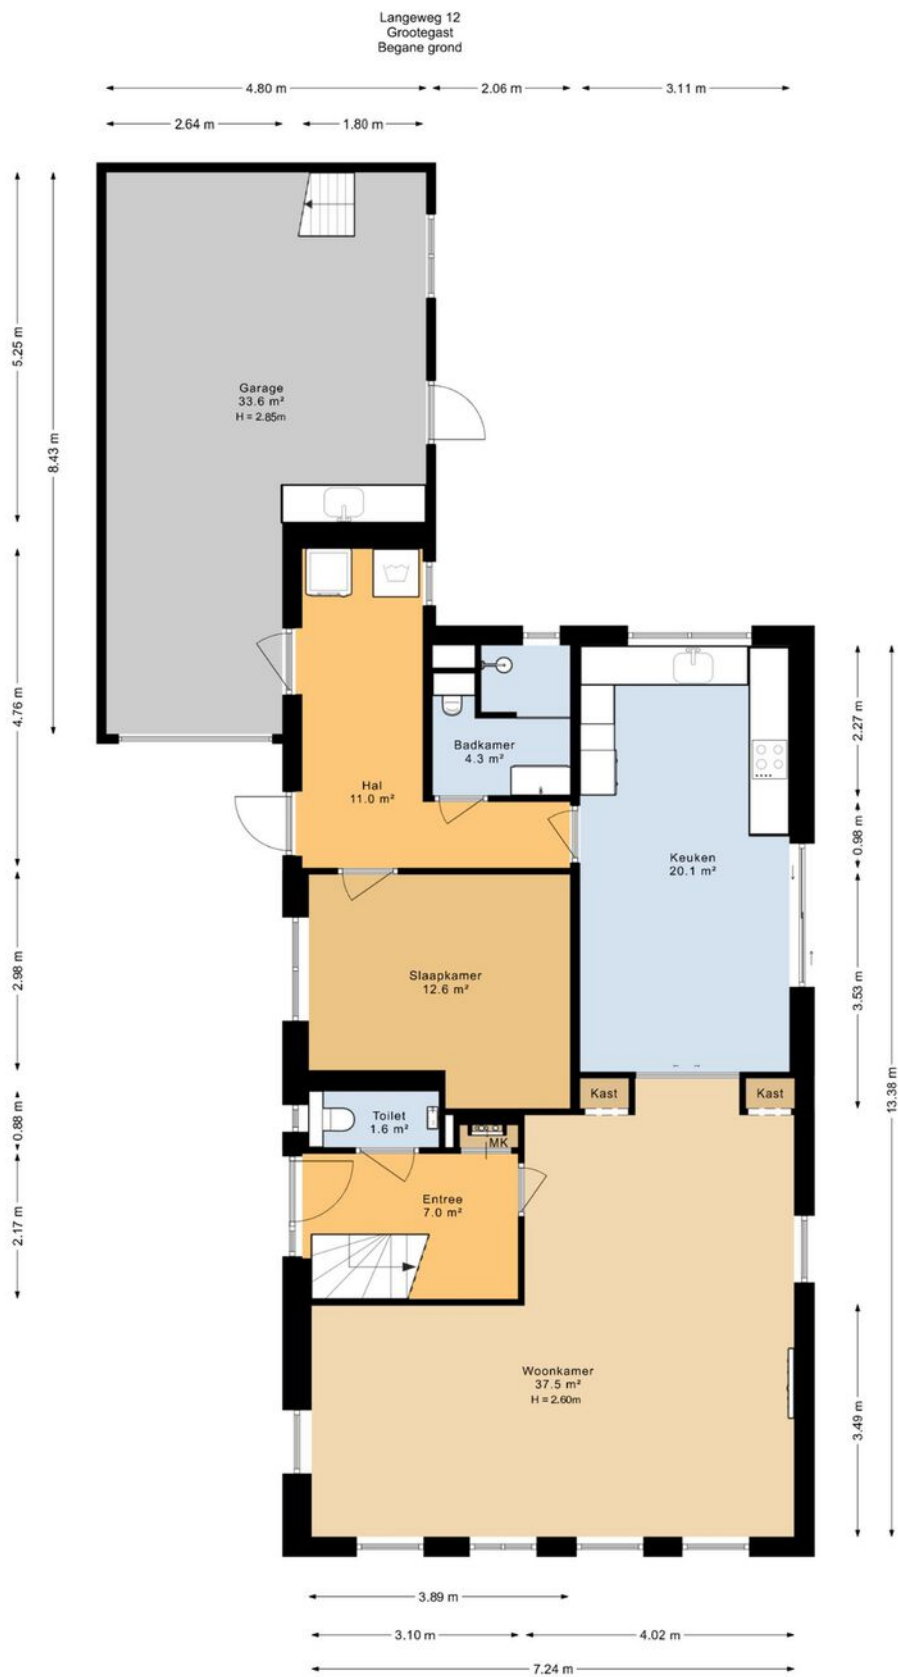 Langeweg 12
Grootegast
Begane grond
4.80 m
2.06 m
3.11 m
2.64 m
1.80 m
5.25 m
8.43 m
Garage
33.6 m²
H = 2.85m
4.76 m
2.27 m
Badkamer
4.3 m²
Hal
11.0 m²
0.98 m
Keuken
20.1 m²
2.98 m
Slaapkamer
12.6 m²
3.53 m
13.38 m
Kast
Kast
0.88 m
Toilet
1.6 m²
MK
2.17 m
Entree
7.0 m²
Woonkamer
37.5 m²
H = 2.60m
3.49 m
3.89 m
3.10 m
4.02 m
7.24 m